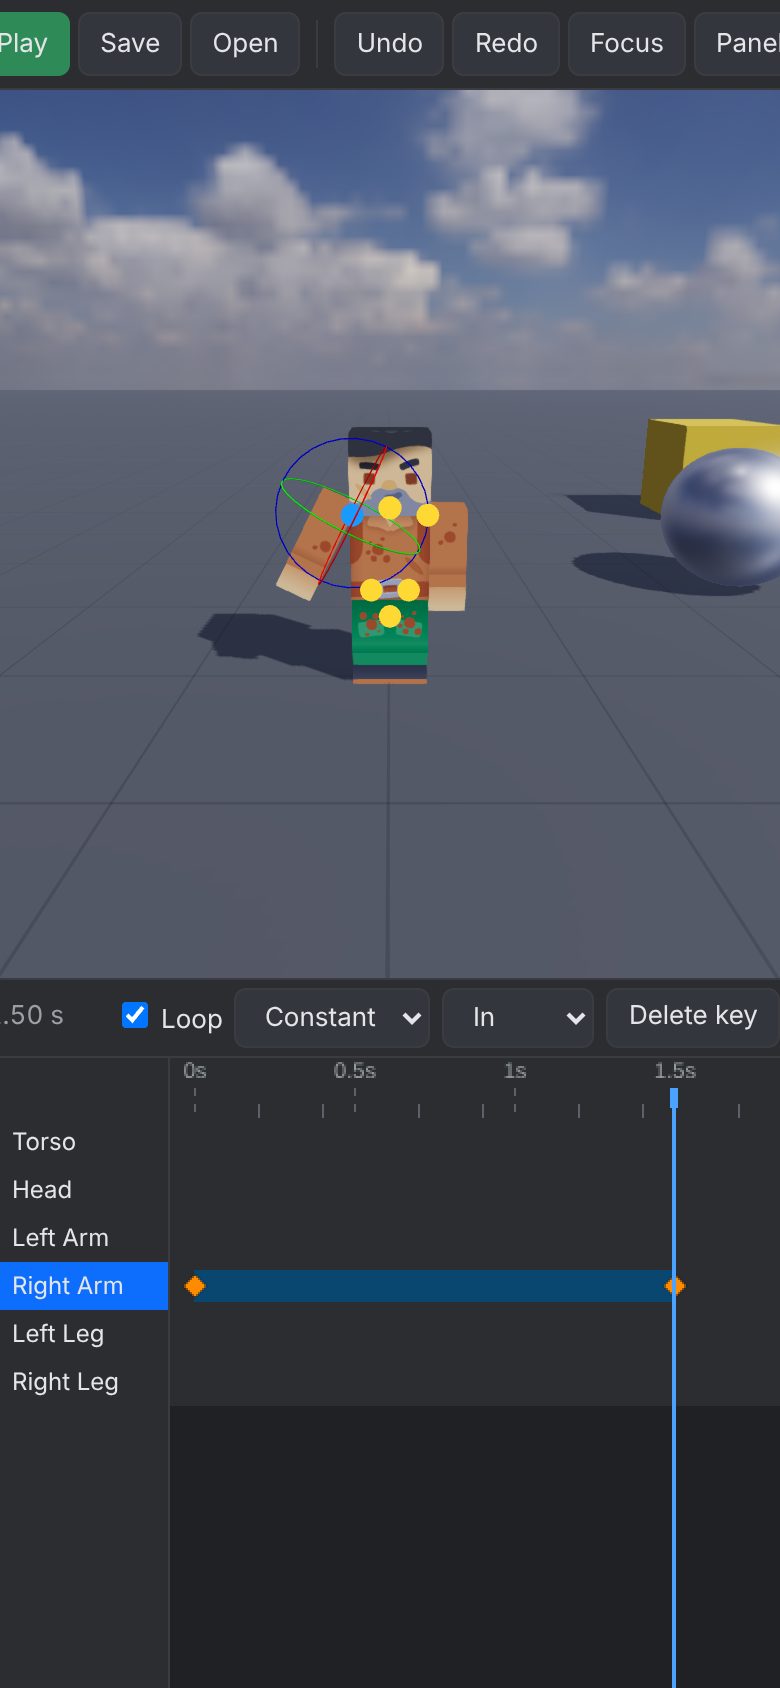 Play Save Open Undo Redo Focus
.50 s Loop Constant In Delete key
0s 0.5s 1s 1.5s
Torso
Head
Left Arm
Right Arm
Left Leg
Right Leg